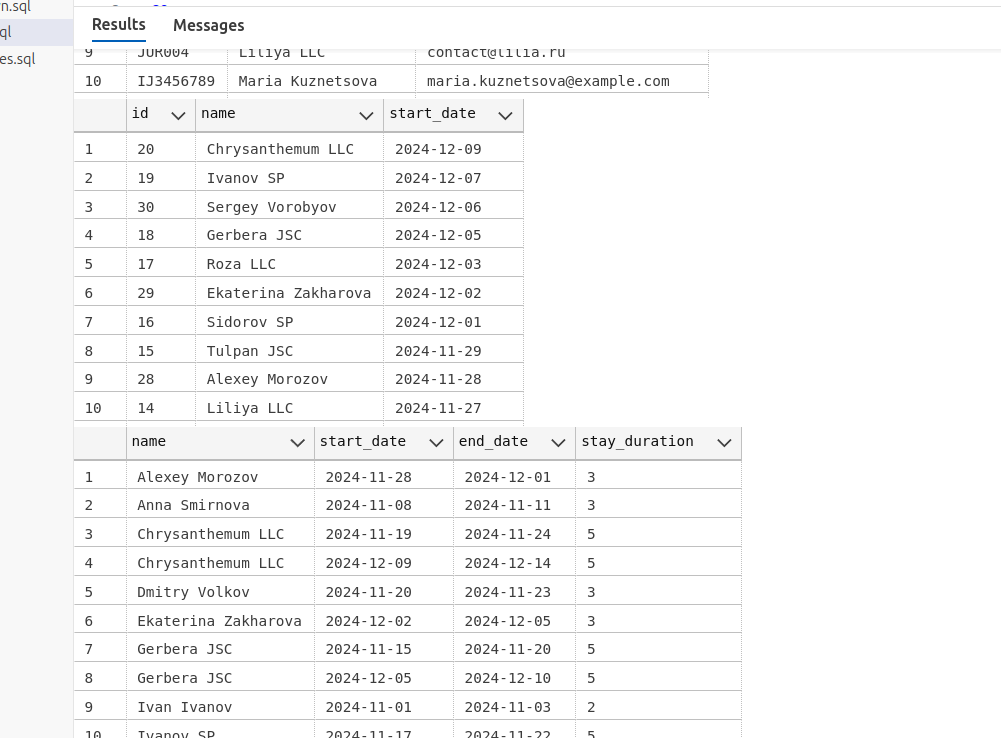 n.sql
ql
es.sql
Results Messages
9 JUR004 Liliya LLC contact@lilia.ru
10 IJ3456789 Maria Kuznetsova maria.kuznetsova@example.com
id name start_date
1 20 Chrysanthemum LLC 2024-12-09
2 19 Ivanov SP 2024-12-07
3 30 Sergey Vorobyov 2024-12-06
4 18 Gerbera JSC 2024-12-05
5 17 Roza LLC 2024-12-03
6 29 Ekaterina Zakharova 2024-12-02
7 16 Sidorov SP 2024-12-01
8 15 Tulpan JSC 2024-11-29
9 28 Alexey Morozov 2024-11-28
10 14 Liliya LLC 2024-11-27
name start_date end_date stay_duration
1 Alexey Morozov 2024-11-28 2024-12-01 3
2 Anna Smirnova 2024-11-08 2024-11-11 3
3 Chrysanthemum LLC 2024-11-19 2024-11-24 5
4 Chrysanthemum LLC 2024-12-09 2024-12-14 5
5 Dmitry Volkov 2024-11-20 2024-11-23 3
6 Ekaterina Zakharova 2024-12-02 2024-12-05 3
7 Gerbera JSC 2024-11-15 2024-11-20 5
8 Gerbera JSC 2024-12-05 2024-12-10 5
9 Ivan Ivanov 2024-11-01 2024-11-03 2
10 Ivanov SP 2024-11-17 2024-11-22 5